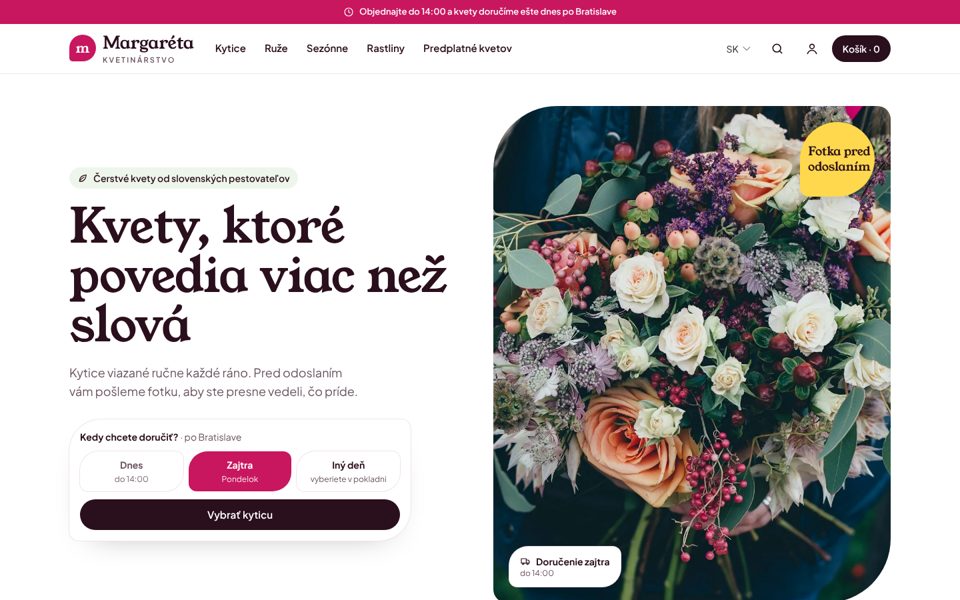 Objednajte do 14:00 a kvety doručíme ešte dnes po Bratislave
m
Margaréta
KVETINÁRSTVO
Kytice
Ruže
Sezónne
Rastliny
Predplatné kvetov
SK
Košík · 0
Čerstvé kvety od slovenských pestovateľov
Kvety, ktoré
povedia viac než
slová
Kytice viazané ručne každé ráno. Pred odoslaním
vám pošleme fotku, aby ste presne vedeli, čo príde.
Kedy chcete doručiť? · po Bratislave
Dnes
do 14:00
Zajtra
Pondelok
Iný deň
vyberiete v pokladni
Vybrať kyticu
Fotka pred
odoslaním
Doručenie zajtra
do 14:00